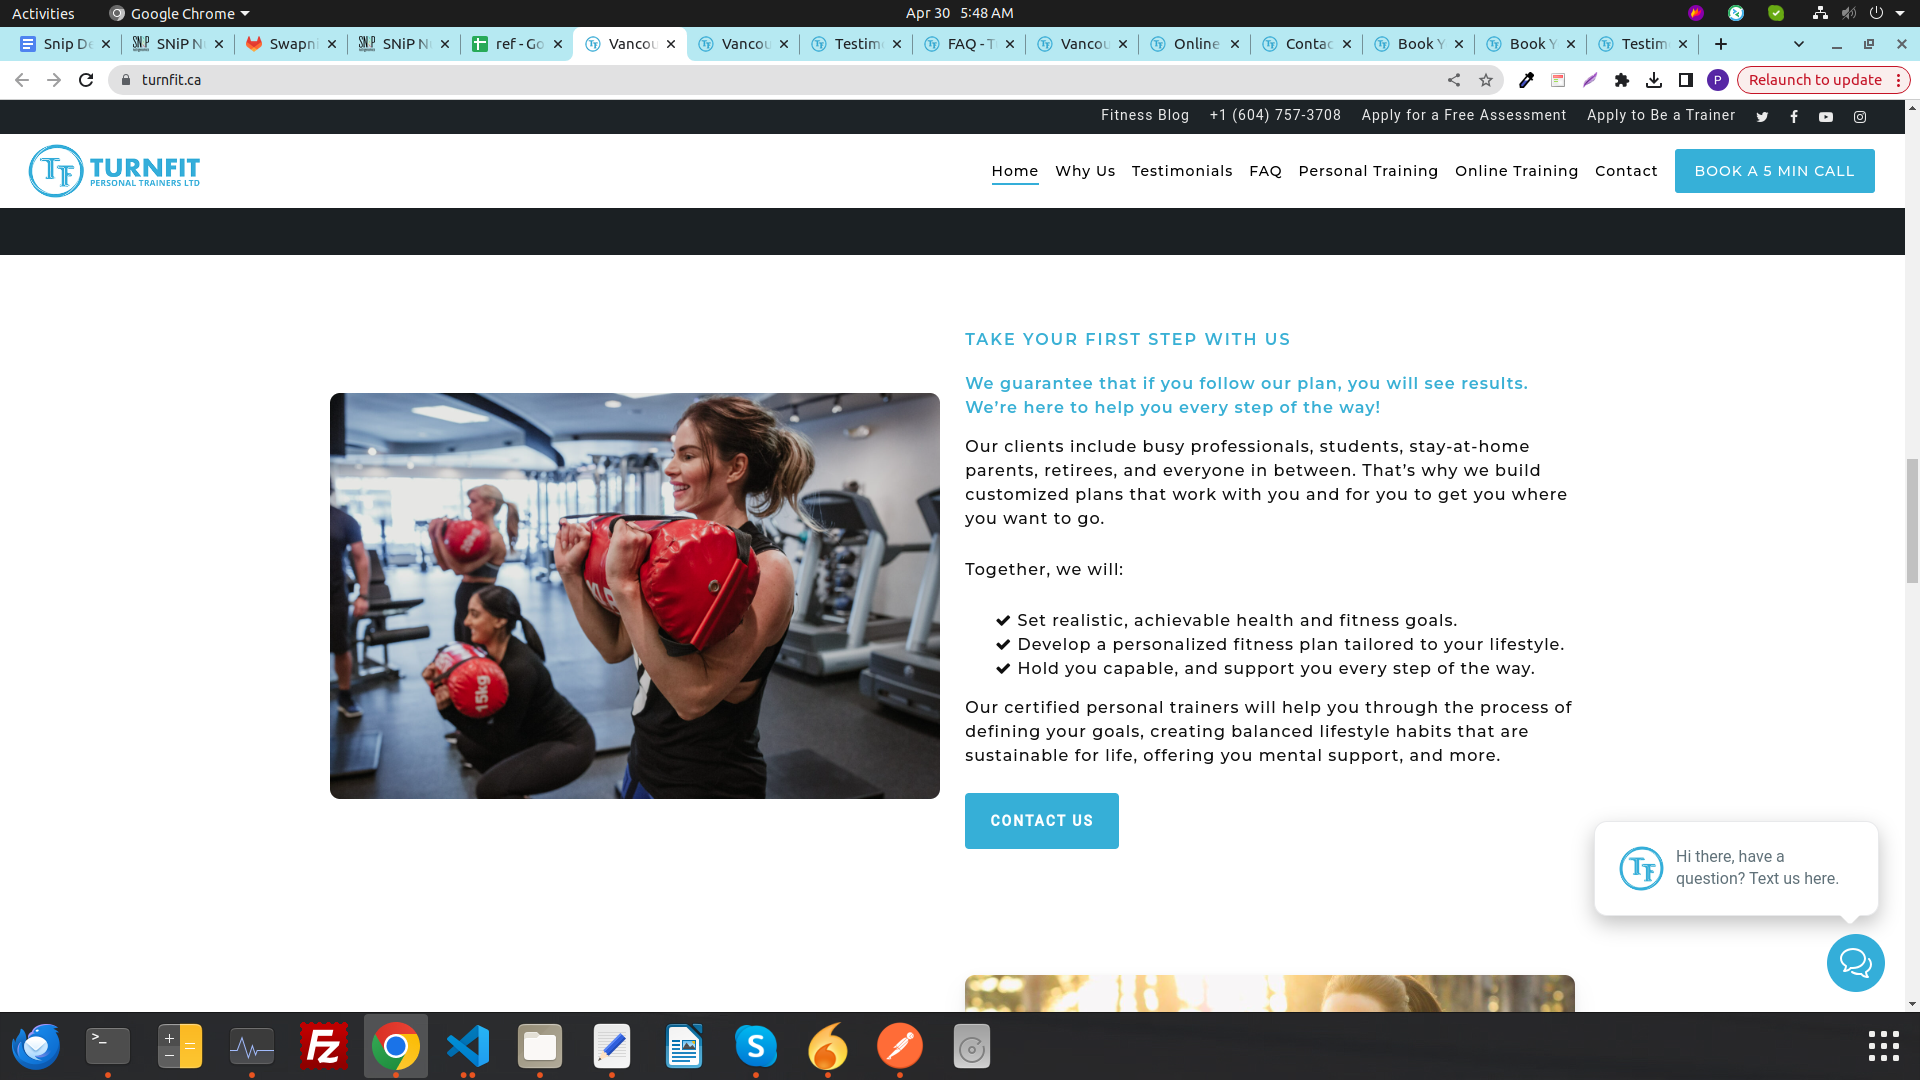 Activities
Google Chrome
Apr 30 5:48 AM
Snip De
SNiP N
Swapni
SNiP N
ref - Go
Vancou
Vancou
Testim
FAQ - T
Vancou
Online
Contac
Book Y
Book Y
Testim
turnfit.ca
P
Relaunch to update
Fitness Blog
+1 (604) 757-3708
Apply for a Free Assessment
Apply to Be a Trainer
TF
TURNFIT
PERSONAL TRAINERS LTD
Home
Why Us
Testimonials
FAQ
Personal Training
Online Training
Contact
BOOK A 5 MIN CALL
TAKE YOUR FIRST STEP WITH US
We guarantee that if you follow our plan, you will see results.
We’re here to help you every step of the way!
Our clients include busy professionals, students, stay-at-home
parents, retirees, and everyone in between. That’s why we build
customized plans that work with you and for you to get you where
you want to go.
Together, we will:
Set realistic, achievable health and fitness goals.
Develop a personalized fitness plan tailored to your lifestyle.
Hold you capable, and support you every step of the way.
Our certified personal trainers will help you through the process of
defining your goals, creating balanced lifestyle habits that are
sustainable for life, offering you mental support, and more.
CONTACT US
15kg
TF
Hi there, have a
question? Text us here.
>_
Fz
S